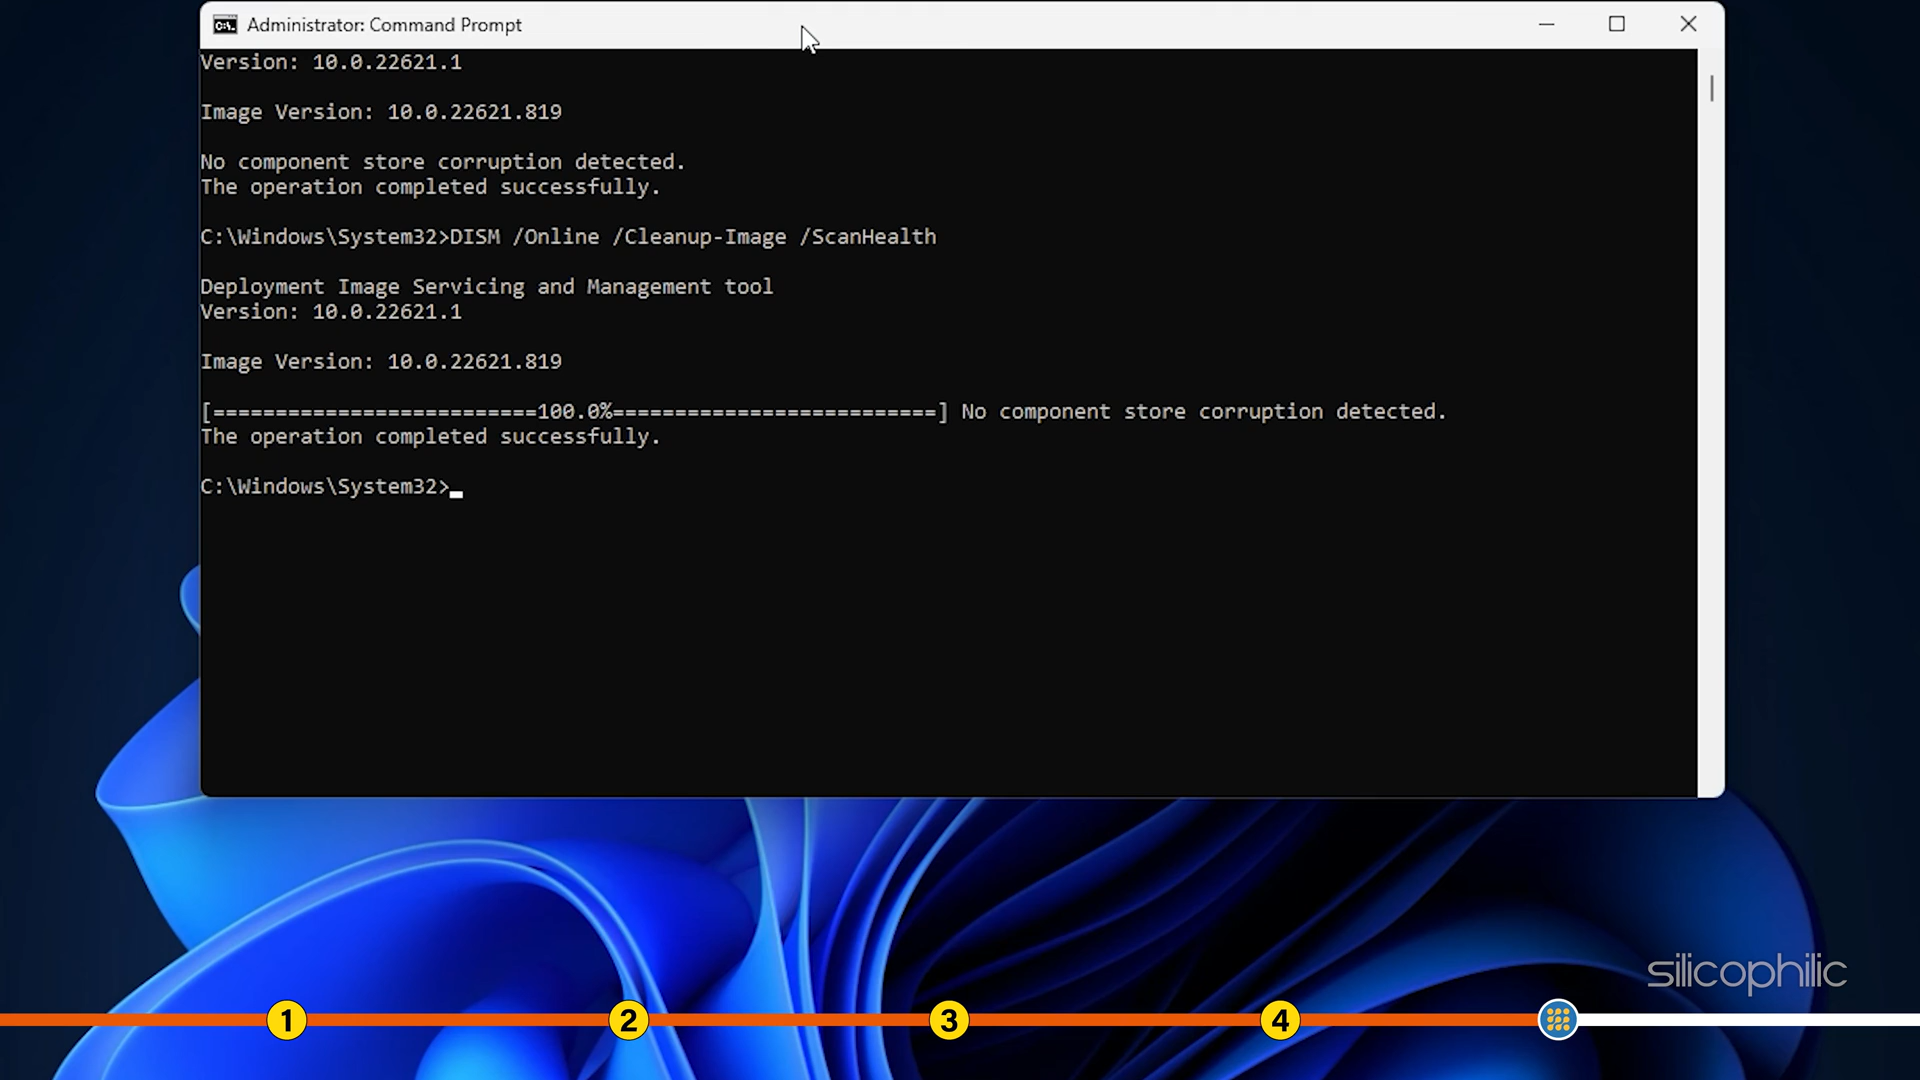 Administrator: Command Prompt
Version: 10.0.22621.1
Image Version: 10.0.22621.819
No component store corruption detected.
The operation completed successfully.
C:\Windows\System32>DISM /Online /Cleanup-Image /ScanHealth
Deployment Image Servicing and Management tool
Version: 10.0.22621.1
Image Version: 10.0.22621.819
[==========================100.0%==========================] No component store corruption detected.
The operation completed successfully.
C:\Windows\System32>
silicophilic
1 2 3 4